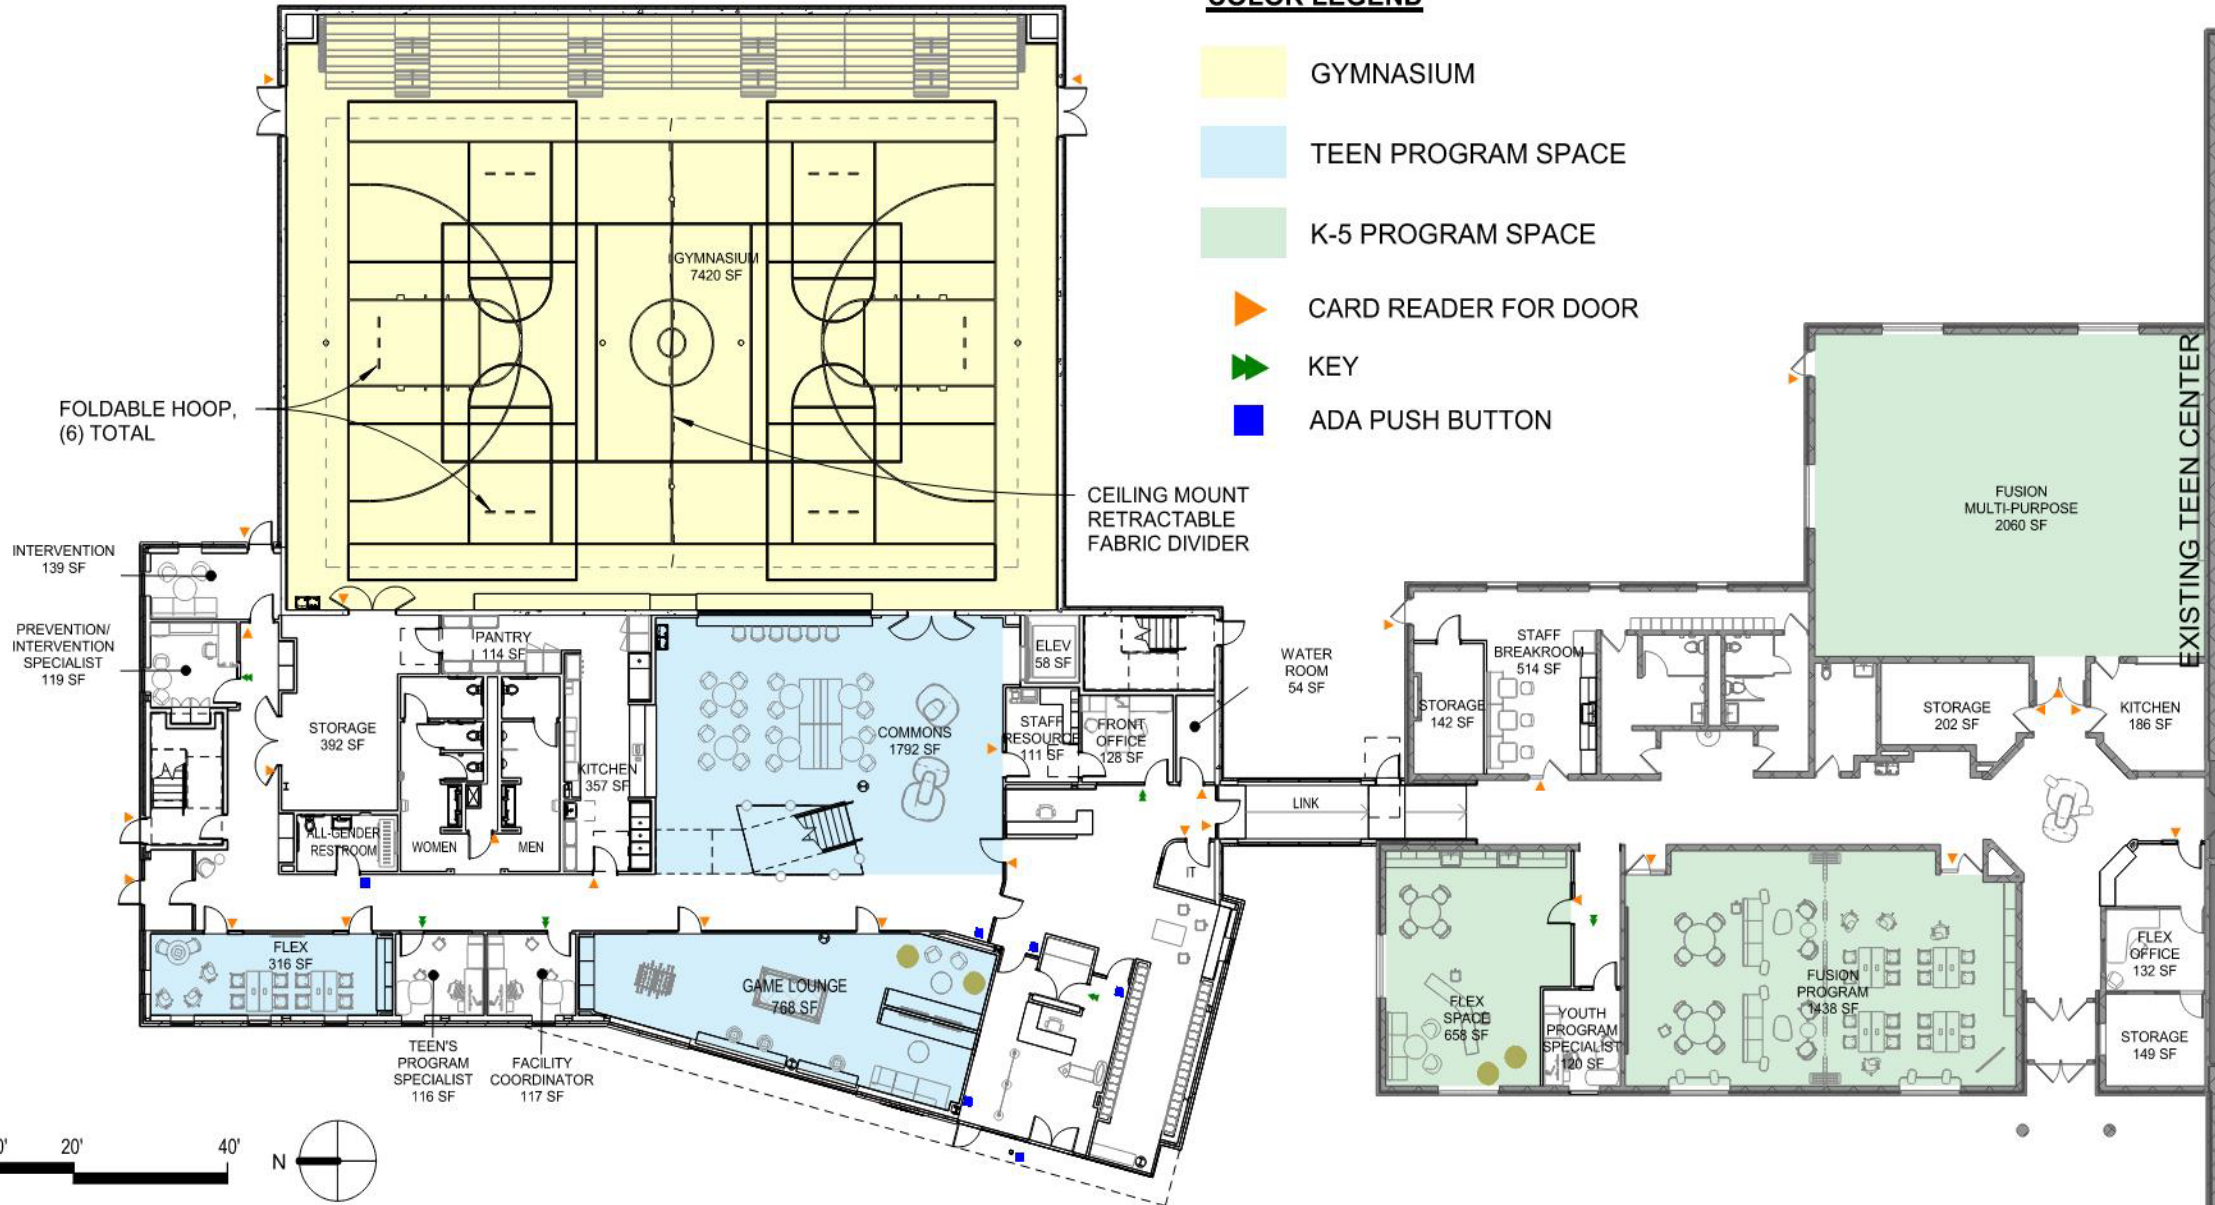 COLOR LEGEND
GYMNASIUM
TEEN PROGRAM SPACE
K-5 PROGRAM SPACE
CARD READER FOR DOOR
KEY
ADA PUSH BUTTON
GYMNASIUM
7420 SF
FOLDABLE HOOP,
(6) TOTAL
CEILING MOUNT
RETRACTABLE
FABRIC DIVIDER
EXISTING TEEN CENTER
FUSION
MULTI-PURPOSE
2060 SF
INTERVENTION
139 SF
PREVENTION/
INTERVENTION
SPECIALIST
119 SF
PANTRY
114 SF
ELEV
58 SF
WATER
ROOM
54 SF
STORAGE
392 SF
KITCHEN
357 SF
COMMONS
1792 SF
STAFF
RESOURCE
111 SF
FRONT
OFFICE
128 SF
STORAGE
142 SF
STAFF
BREAKROOM
514 SF
STORAGE
202 SF
KITCHEN
186 SF
ALL-GENDER
RESTROOM
WOMEN
MEN
LINK
IT
FLEX
316 SF
GAME LOUNGE
768 SF
FLEX
SPACE
658 SF
YOUTH
PROGRAM
SPECIALIST
120 SF
FUSION
PROGRAM
1438 SF
FLEX
OFFICE
132 SF
STORAGE
149 SF
TEEN'S
PROGRAM
SPECIALIST
116 SF
FACILITY
COORDINATOR
117 SF
0'
20'
40'
N